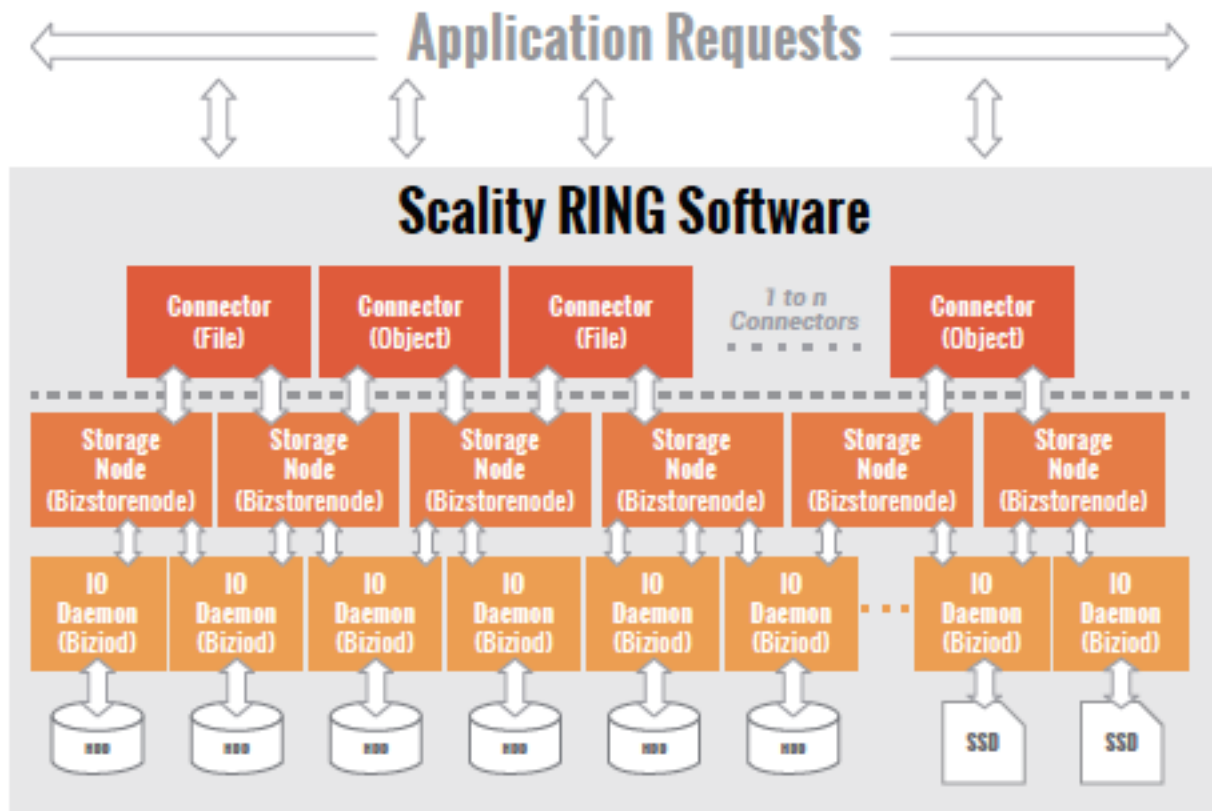 Application Requests
Scality RING Software
Connector
(File)
Connector
(Object)
Connector
(File)
1 to n
Connectors
Connector
(Object)
Storage
Node
(Bizstorenode)
Storage
Node
(Bizstorenode)
Storage
Node
(Bizstorenode)
Storage
Node
(Bizstorenode)
Storage
Node
(Bizstorenode)
Storage
Node
(Bizstorenode)
IO
Daemon
(Biziod)
IO
Daemon
(Biziod)
IO
Daemon
(Biziod)
IO
Daemon
(Biziod)
IO
Daemon
(Biziod)
IO
Daemon
(Biziod)
IO
Daemon
(Biziod)
IO
Daemon
(Biziod)
HDD
HDD
HDD
HDD
HDD
HDD
SSD
SSD